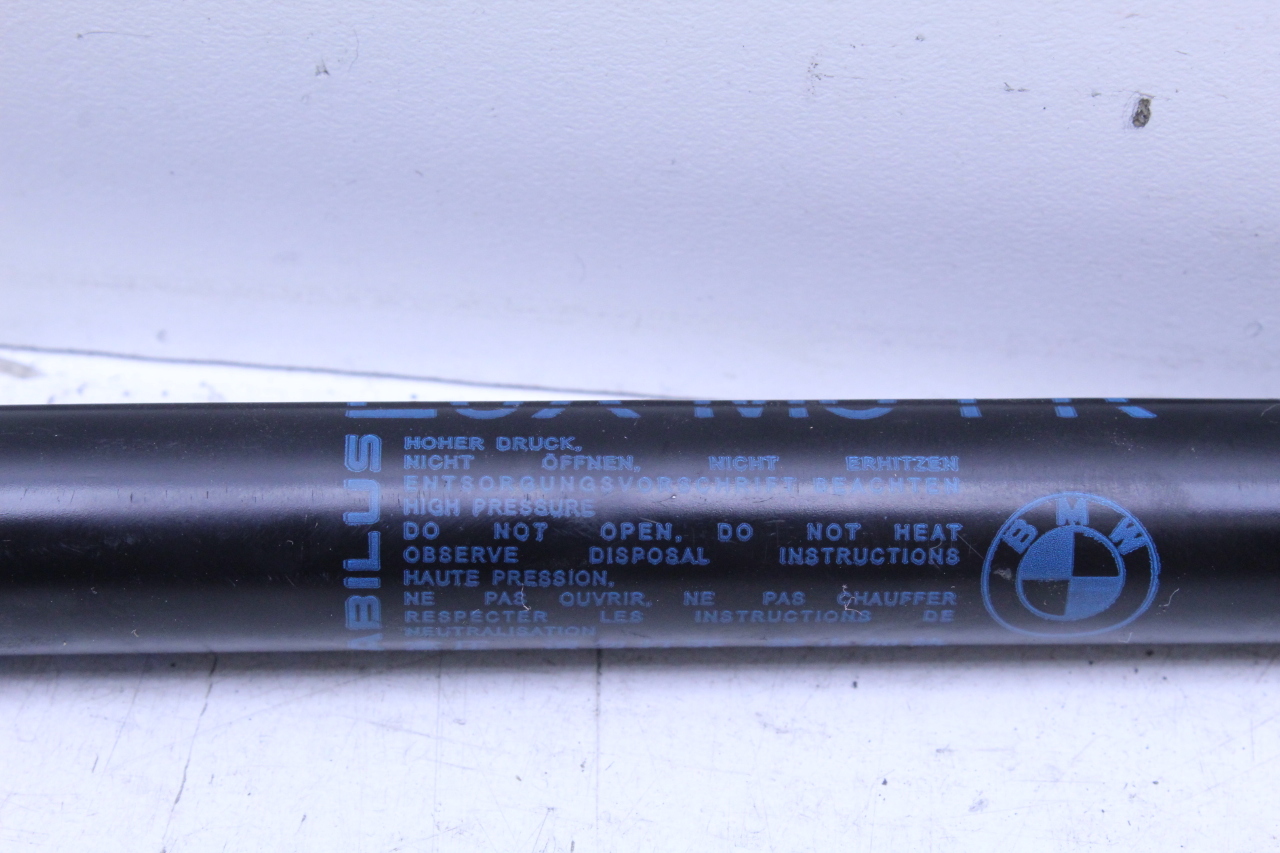 ABILUS
HOHER DRUCK,
NICHT ÖFFNEN, NICHT ERHITZEN
ENTSORGUNGSVORSCHRIFT BEACHTEN
HIGH PRESSURE
DO NOT OPEN, DO NOT HEAT
OBSERVE DISPOSAL INSTRUCTIONS
HAUTE PRESSION,
NE PAS OUVRIR, NE PAS CHAUFFER
RESPECTER LES INSTRUCTIONS DE
NEUTRALISATION
BMW